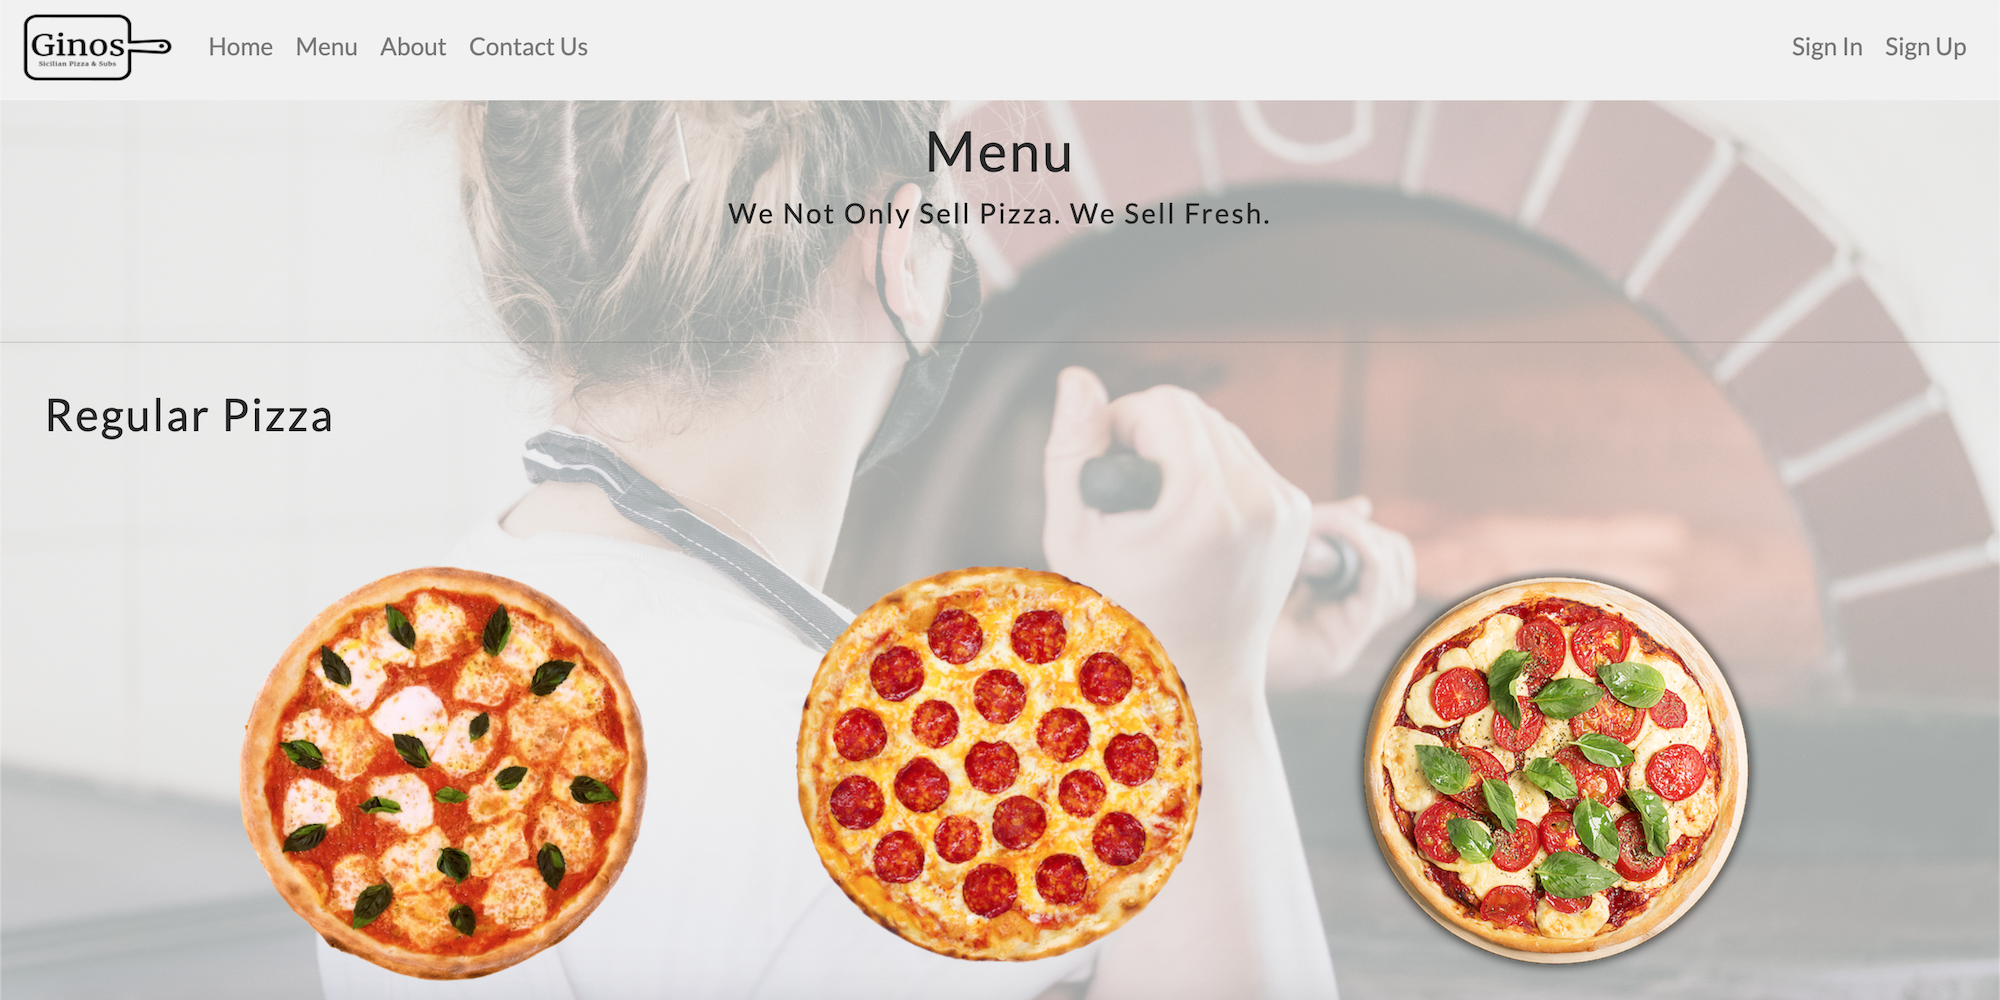 Ginos
Sicilian Pizza & Subs
Home Menu About Contact Us Sign In Sign Up
Menu
We Not Only Sell Pizza. We Sell Fresh.
Regular Pizza